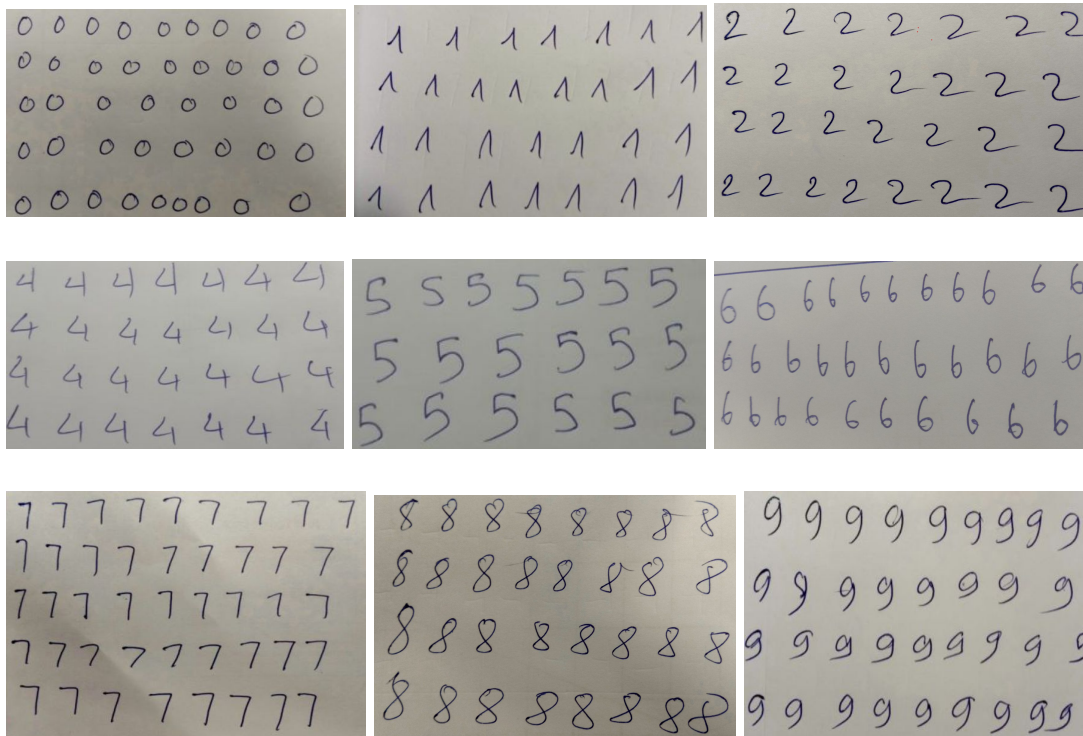 0 0 0 0 0 0 0 0 0
0 0 0 0 0 0 0 0 0
0 0 0 0 0 0 0 0
0 0 0 0 0 0 0 0
0 0 0 0 0 0 0 0 0
1 1 1 1 1 1 1
1 1 1 1 1 1 1 1
1 1 1 1 1 1 1
1 1 1 1 1 1 1
2 2 2 2 2 2 2
2 2 2 2 2 2 2
2 2 2 2 2 2 2
2 2 2 2 2 2 2 2
4 4 4 4 4 4 4
4 4 4 4 4 4 4
4 4 4 4 4 4 4
4 4 4 4 4 4 4
5 5 5 5 5 5 5
5 5 5 5 5 5
5 5 5 5 5 5
6 6 6 6 6 6 6 6 6 6 6
6 6 6 6 6 6 6 6 6 6 6
6 6 6 6 6 6 6 6 6 6
7 7 7 7 7 7 7 7 7
7 7 7 7 7 7 7 7 7
7 7 7 7 7 7 7 7 7
7 7 7 7 7 7 7 7 7
7 7 7 7 7 7 7 7
8 8 8 8 8 8 8 8
8 8 8 8 8 8 8 8
8 8 8 8 8 8 8 8
8 8 8 8 8 8 8 8
9 9 9 9 9 9 9 9 9
9 9 9 9 9 9 9 9
9 9 9 9 9 9 9 9 9
9 9 9 9 9 9 9 9 9